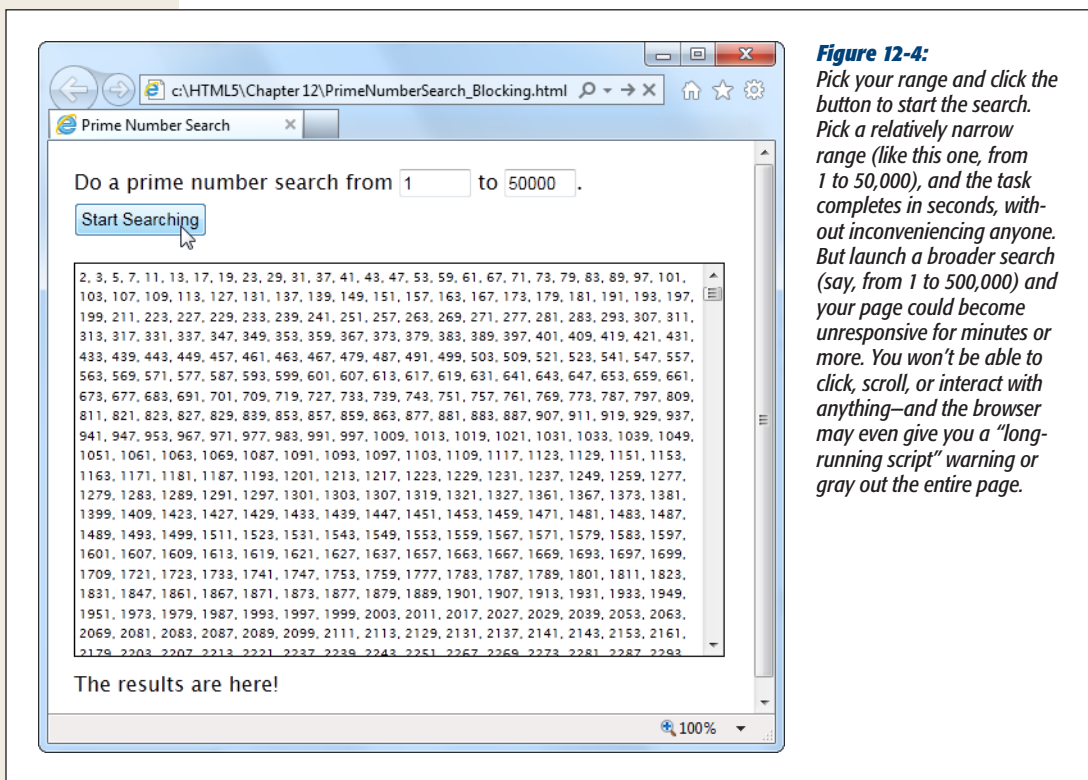 c:\HTML5\Chapter 12\PrimeNumberSearch_Blocking.html
Prime Number Search
Do a prime number search from 1 to 50000 .
Start Searching
2, 3, 5, 7, 11, 13, 17, 19, 23, 29, 31, 37, 41, 43, 47, 53, 59, 61, 67, 71, 73, 79, 83, 89, 97, 101,
103, 107, 109, 113, 127, 131, 137, 139, 149, 151, 157, 163, 167, 173, 179, 181, 191, 193, 197,
199, 211, 223, 227, 229, 233, 239, 241, 251, 257, 263, 269, 271, 277, 281, 283, 293, 307, 311,
313, 317, 331, 337, 347, 349, 353, 359, 367, 373, 379, 383, 389, 397, 401, 409, 419, 421, 431,
433, 439, 443, 449, 457, 461, 463, 467, 479, 487, 491, 499, 503, 509, 521, 523, 541, 547, 557,
563, 569, 571, 577, 587, 593, 599, 601, 607, 613, 617, 619, 631, 641, 643, 647, 653, 659, 661,
673, 677, 683, 691, 701, 709, 719, 727, 733, 739, 743, 751, 757, 761, 769, 773, 787, 797, 809,
811, 821, 823, 827, 829, 839, 853, 857, 859, 863, 877, 881, 883, 887, 907, 911, 919, 929, 937,
941, 947, 953, 967, 971, 977, 983, 991, 997, 1009, 1013, 1019, 1021, 1031, 1033, 1039, 1049,
1051, 1061, 1063, 1069, 1087, 1091, 1093, 1097, 1103, 1109, 1117, 1123, 1129, 1151, 1153,
1163, 1171, 1181, 1187, 1193, 1201, 1213, 1217, 1223, 1229, 1231, 1237, 1249, 1259, 1277,
1279, 1283, 1289, 1291, 1297, 1301, 1303, 1307, 1319, 1321, 1327, 1361, 1367, 1373, 1381,
1399, 1409, 1423, 1427, 1429, 1433, 1439, 1447, 1451, 1453, 1459, 1471, 1481, 1483, 1487,
1489, 1493, 1499, 1511, 1523, 1531, 1543, 1549, 1553, 1559, 1567, 1571, 1579, 1583, 1597,
1601, 1607, 1609, 1613, 1619, 1621, 1627, 1637, 1657, 1663, 1667, 1669, 1693, 1697, 1699,
1709, 1721, 1723, 1733, 1741, 1747, 1753, 1759, 1777, 1783, 1787, 1789, 1801, 1811, 1823,
1831, 1847, 1861, 1867, 1871, 1873, 1877, 1879, 1889, 1901, 1907, 1913, 1931, 1933, 1949,
1951, 1973, 1979, 1987, 1993, 1997, 1999, 2003, 2011, 2017, 2027, 2029, 2039, 2053, 2063,
2069, 2081, 2083, 2087, 2089, 2099, 2111, 2113, 2129, 2131, 2137, 2141, 2143, 2153, 2161,
2179, 2203, 2207, 2213, 2221, 2237, 2239, 2243, 2251, 2267, 2269, 2273, 2281, 2287, 2293,
The results are here!
100%
Figure 12-4:
Pick your range and click the
button to start the search.
Pick a relatively narrow
range (like this one, from
1 to 50,000), and the task
completes in seconds, with-
out inconveniencing anyone.
But launch a broader search
(say, from 1 to 500,000) and
your page could become
unresponsive for minutes or
more. You won't be able to
click, scroll, or interact with
anything—and the browser
may even give you a “long-
running script” warning or
gray out the entire page.